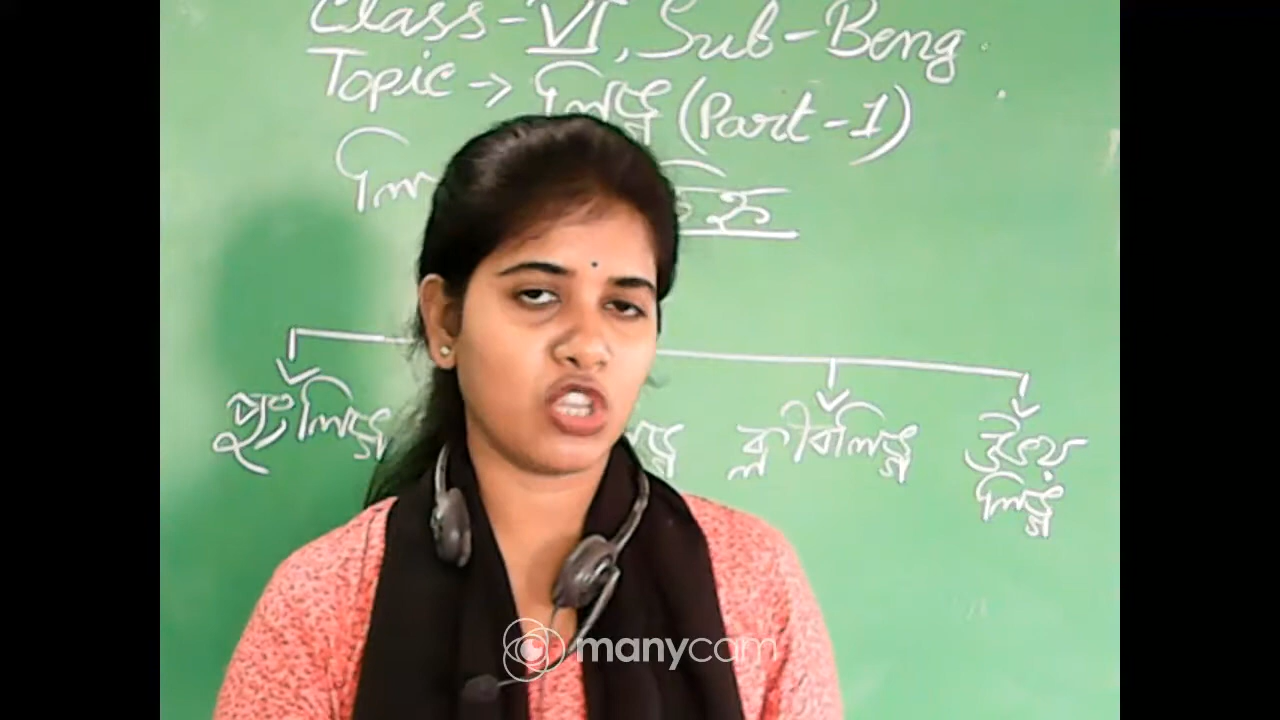 Class-VI, Sub-Beng
Topic → লিঙ্গ (Part-1)
পুংলিঙ্গ ক্লীবলিঙ্গ উভয়
লিঙ্গ
manycam